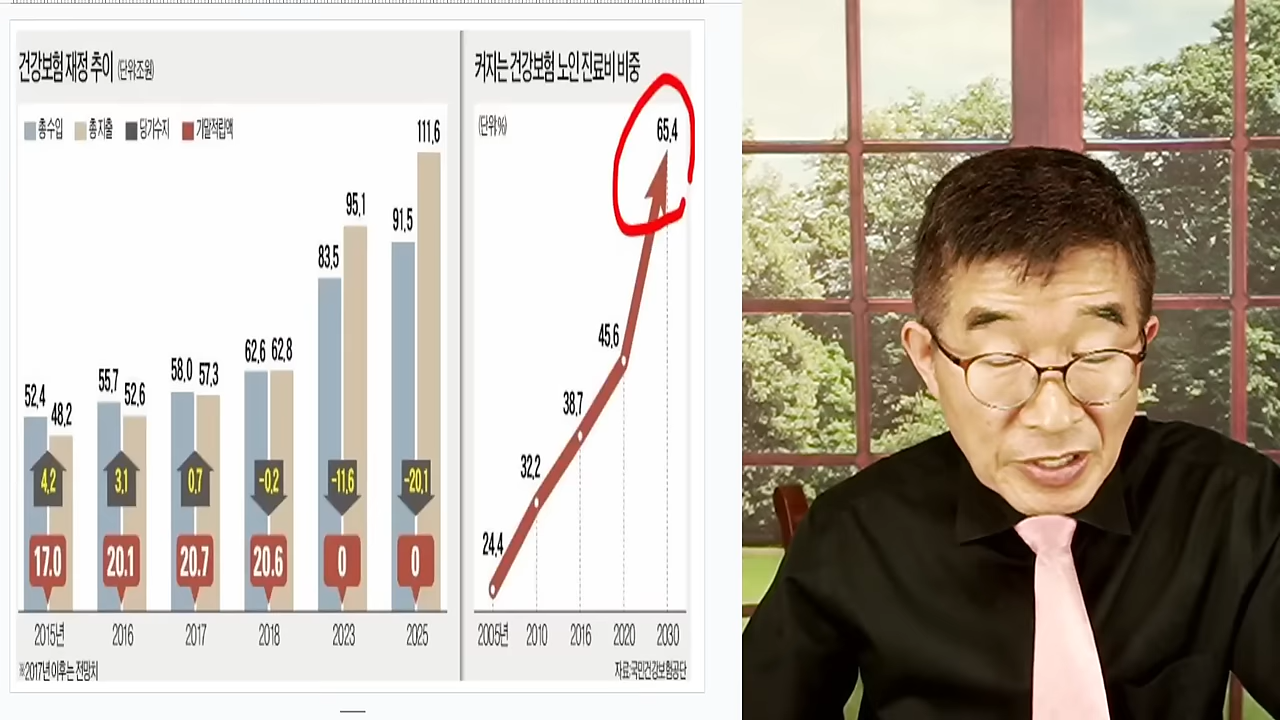 건강보험 재정 추이 (단위:조원)
총수입 총지출 당기수지 기말적립액
52.4 48.2 55.7 52.6 58.0 57.3 62.6 62.8 83.5 95.1 91.5 111.6
4.2 3.1 0.7 -0.2 -11.6 -20.1
17.0 20.1 20.7 20.6 0 0
2015년 2016 2017 2018 2023 2025
※2017년 이후는 전망치
커지는 건강보험 노인 진료비 비중
(단위:%)
24.4 32.2 38.7 45.6 65.4
2005년 2010 2016 2020 2030
자료:국민건강보험공단